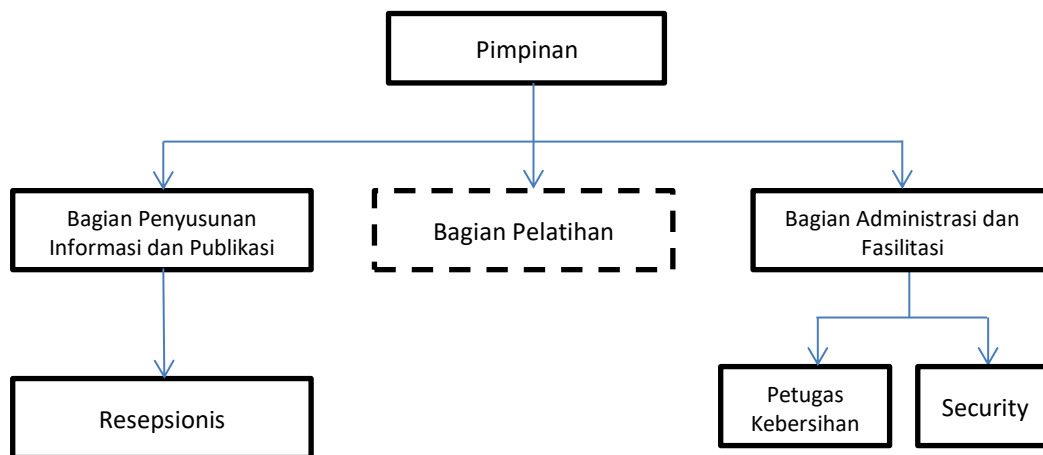 Pimpinan
Bagian Penyusunan
Informasi dan Publikasi
Bagian Pelatihan
Bagian Administrasi dan
Fasilitasi
Resepsionis
Petugas
Kebersihan
Security